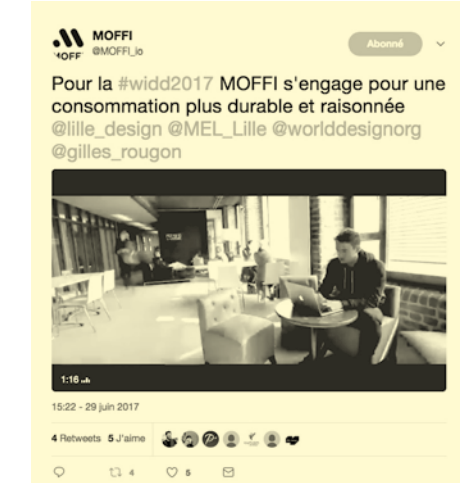 MOFFI
@MOFFI_io
Abonné
MOFF
Pour la #widd2017 MOFFI s'engage pour une
consommation plus durable et raisonnée
@lille_design @MEL_Lille @worlddesignorg
@gilles_rougon
1:16
15:22 - 29 juin 2017
4 Retweets 5 J'aime
4 5